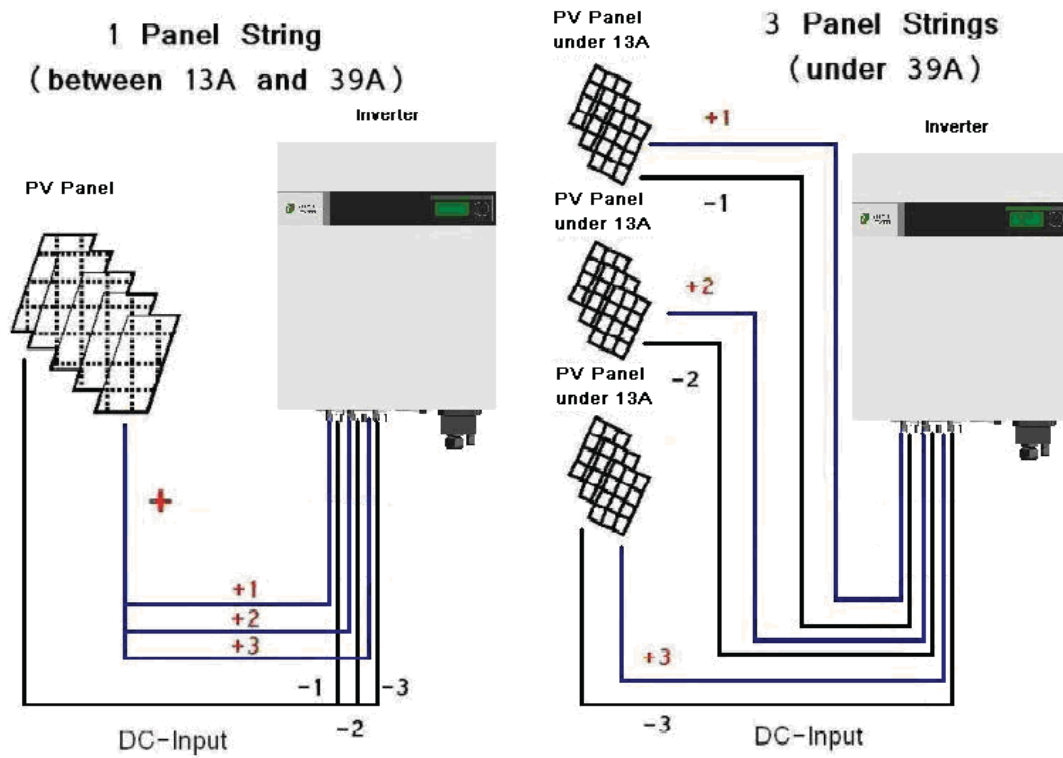 1 Panel String
(between 13A and 39A)
Inverter
PV Panel
+
+1
+2
+3
-1
-3
-2
DC-Input
3 Panel Strings
(under 39A)
PV Panel
under 13A
+1
-1
Inverter
PV Panel
under 13A
+2
-2
PV Panel
under 13A
+3
-3
DC-Input